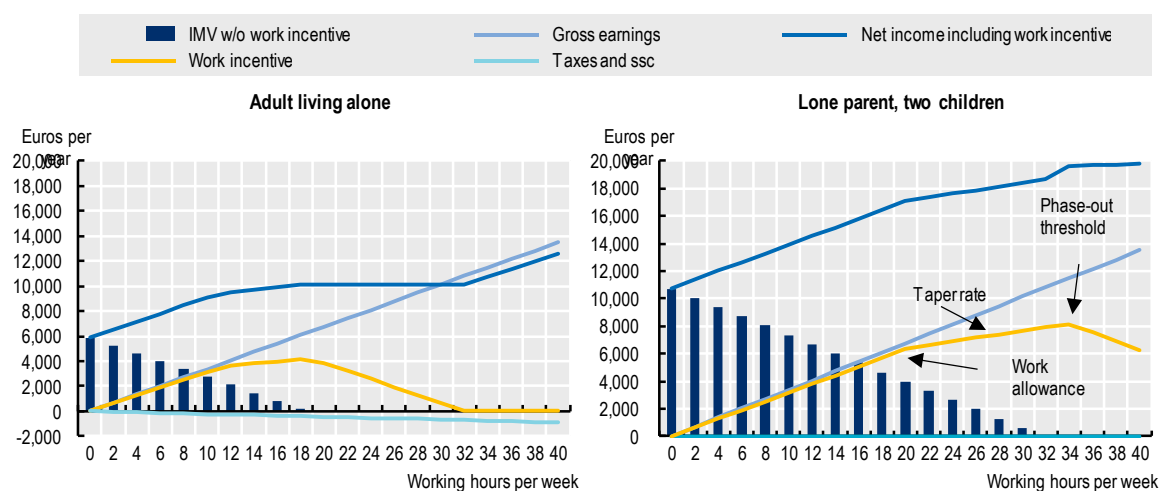 IMV w/o work incentive
Gross earnings
Net income including work incentive
Work incentive
Taxes and ssc
Adult living alone
Euros per
year
20,000
18,000
16,000
14,000
12,000
10,000
8,000
6,000
4,000
2,000
0
-2,000
0 2 4 6 8 10 12 14 16 18 20 22 24 26 28 30 32 34 36 38 40
Working hours per week
Lone parent, two children
Euros per
year
20,000
18,000
16,000
14,000
12,000
10,000
8,000
6,000
4,000
2,000
0
Phase-out
threshold
Taper rate
Work
allowance
0 2 4 6 8 10 12 14 16 18 20 22 24 26 28 30 32 34 36 38 40
Working hours per week